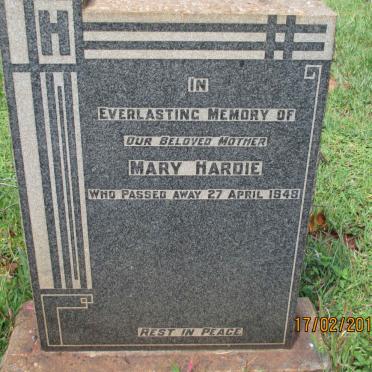 H
IN
EVERLASTING MEMORY OF
OUR BELOVED MOTHER
MARY HARDIE
WHO PASSED AWAY 27 APRIL 1949
REST IN PEACE
17/02/201